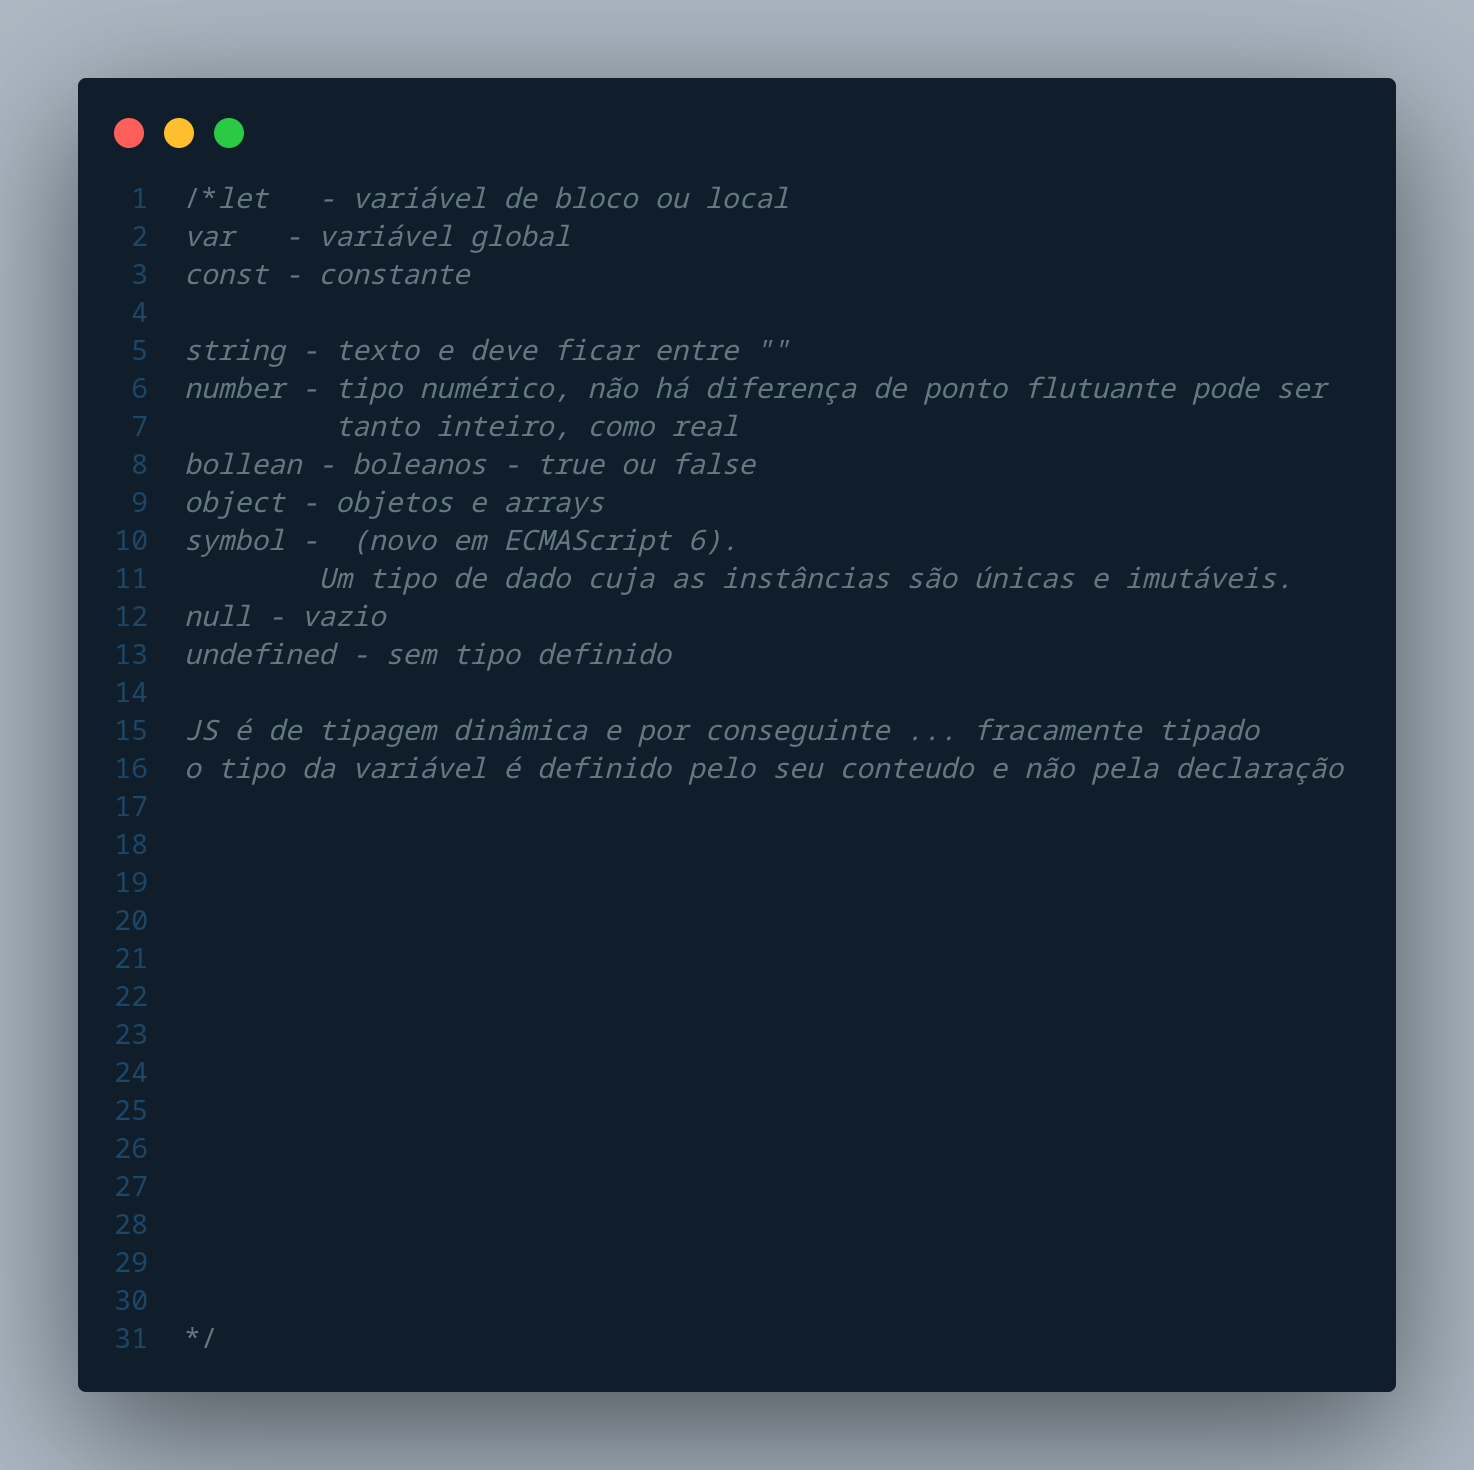 1 /*let   - variável de bloco ou local
2 var   - variável global
3 const - constante
4
5 string - texto e deve ficar entre ""
6 number - tipo numérico, não há diferença de ponto flutuante pode ser
7          tanto inteiro, como real
8 bollean - boleanos - true ou false
9 object - objetos e arrays
10 symbol -  (novo em ECMAScript 6).
11         Um tipo de dado cuja as instâncias são únicas e imutáveis.
12 null - vazio
13 undefined - sem tipo definido
14
15 JS é de tipagem dinâmica e por conseguinte ... fracamente tipado
16 o tipo da variável é definido pelo seu conteudo e não pela declaração
17
18
19
20
21
22
23
24
25
26
27
28
29
30
31 */